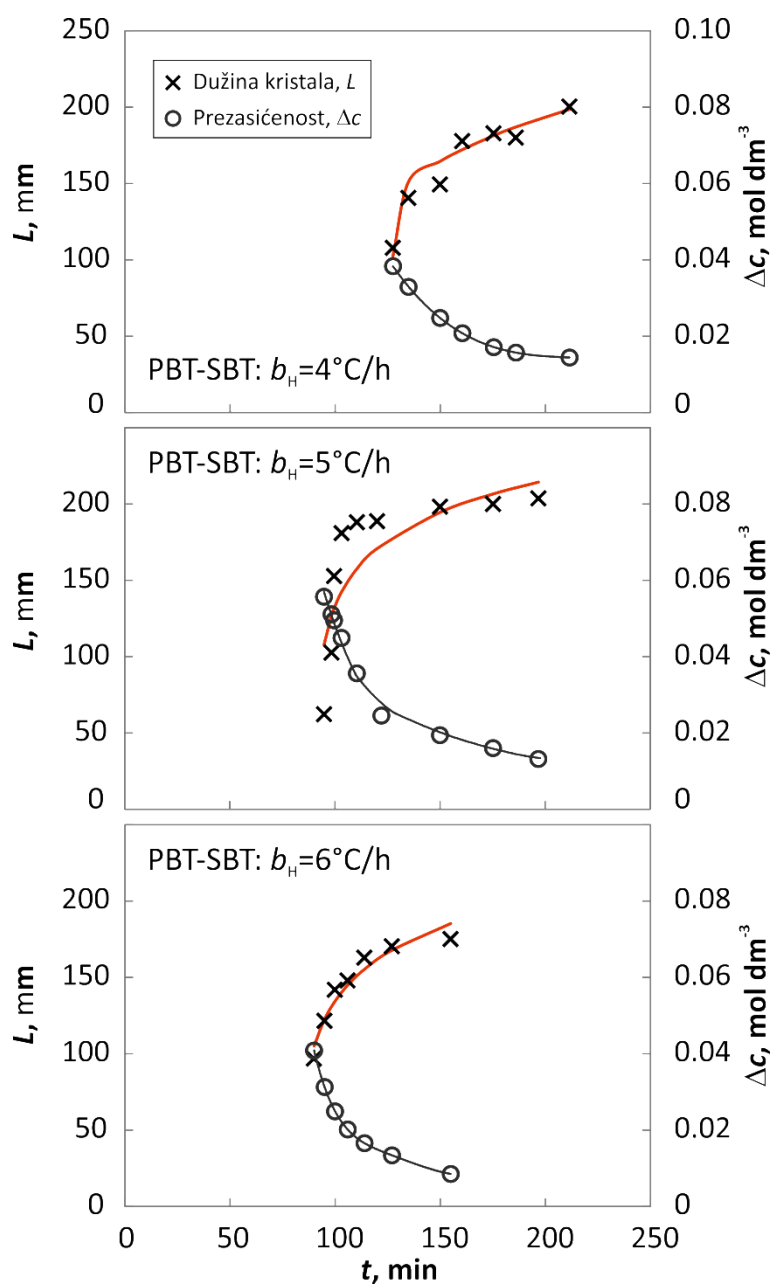 250
200
150
100
50
0
L, mm
0.10
0.08
0.06
0.04
0.02
0
Δc, mol dm-3
Dužina kristala, L
Prezasićenost, Δc
PBT-SBT: bH=4°C/h
200
150
100
50
0
L, mm
0.08
0.06
0.04
0.02
0
Δc, mol dm-3
PBT-SBT: bH=5°C/h
200
150
100
50
0
L, mm
0.08
0.06
0.04
0.02
0
Δc, mol dm-3
PBT-SBT: bH=6°C/h
0 50 100 150 200 250
t, min